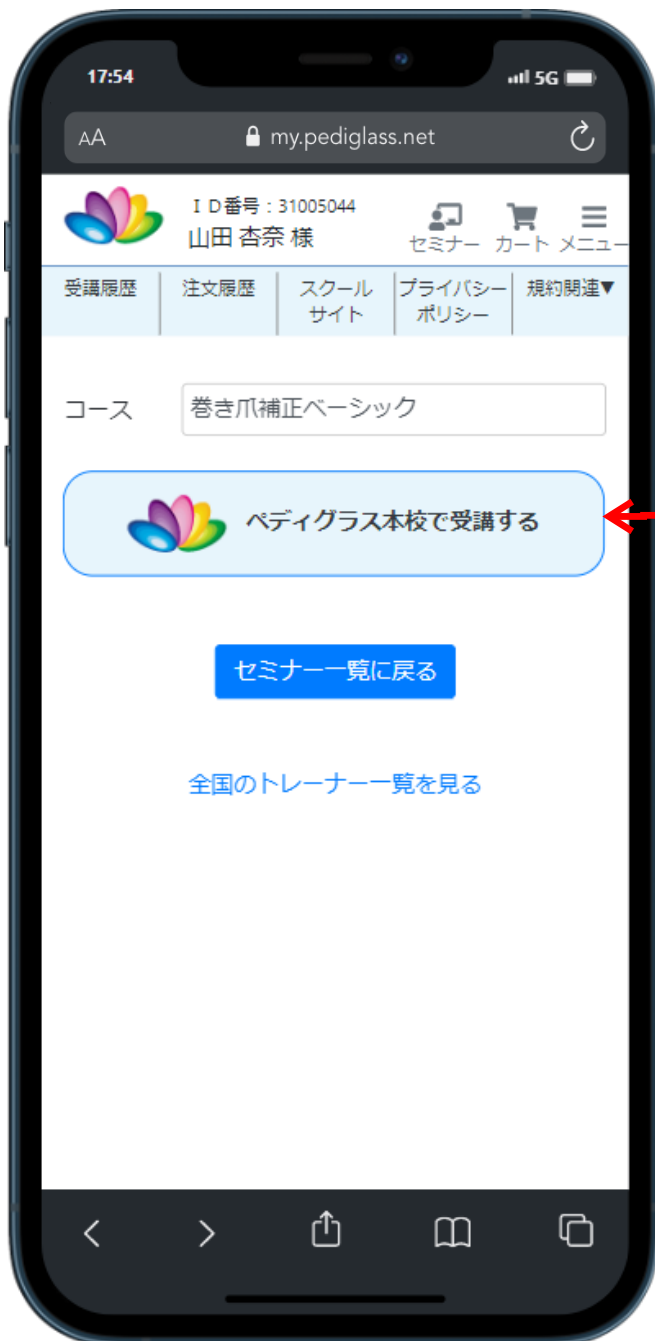 17:54
5G
AA my.pediglass.net
ＩＤ番号：31005044
山田 杏奈 様
セミナー カート メニュー
受講履歴 注文履歴 スクール プライバシー 規約関連▼
サイト ポリシー
コース 巻き爪補正ベーシック
ペディグラス本校で受講する
セミナー一覧に戻る
全国のトレーナー一覧を見る